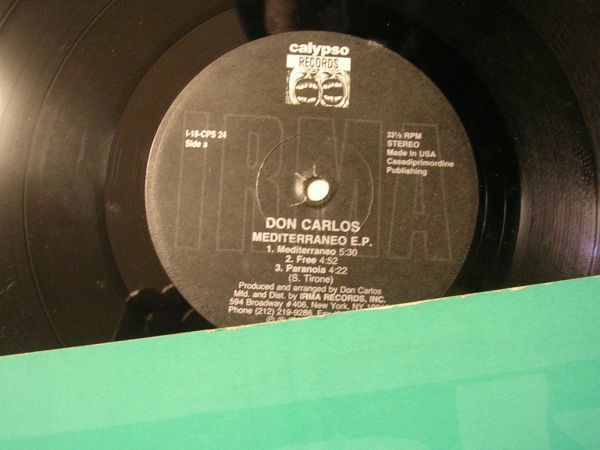 calypso
RECORDS
IRMA
I-18-CPS 24
Side a
33⅓ RPM
STEREO
Made in USA
Casadiprimordine
Publishing
DON CARLOS
MEDITERRANEO E.P.
1. Mediterraneo 5:30
2. Free 4:52
3. Paranoia 4:22
(S. Tirone)
Produced and arranged by Don Carlos
Mfd. and Dist. by IRMA RECORDS, INC.
594 Broadway #406, New York, NY
Phone (212) 219-9286,